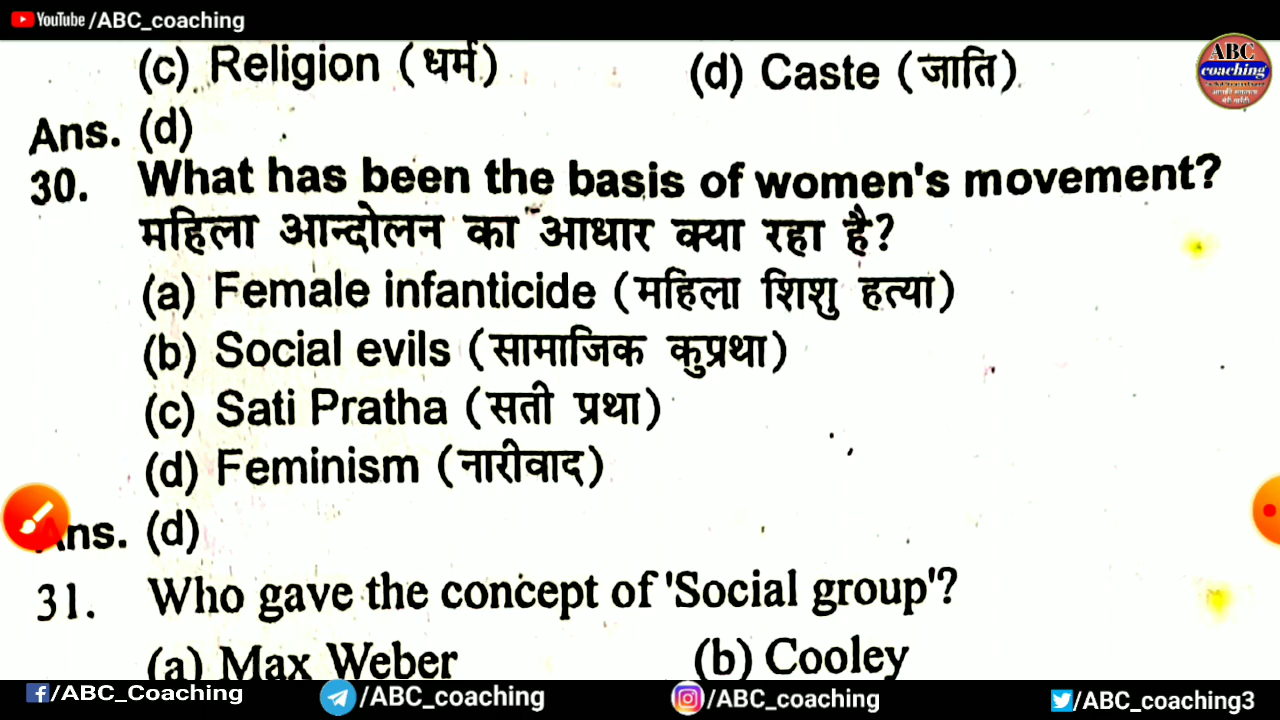 YouTube /ABC_coaching
(c) Religion (धर्म) (d) Caste (जाति)
ABC
coaching
Ans. (d)
30. What has been the basis of women's movement?
महिला आन्दोलन का आधार क्या रहा है?
(a) Female infanticide (महिला शिशु हत्या)
(b) Social evils (सामाजिक कुप्रथा)
(c) Sati Pratha (सती प्रथा)
(d) Feminism (नारीवाद)
Ans. (d)
31. Who gave the concept of 'Social group'?
(a) Max Weber (b) Cooley
/ABC_Coaching /ABC_coaching /ABC_coaching /ABC_coaching3